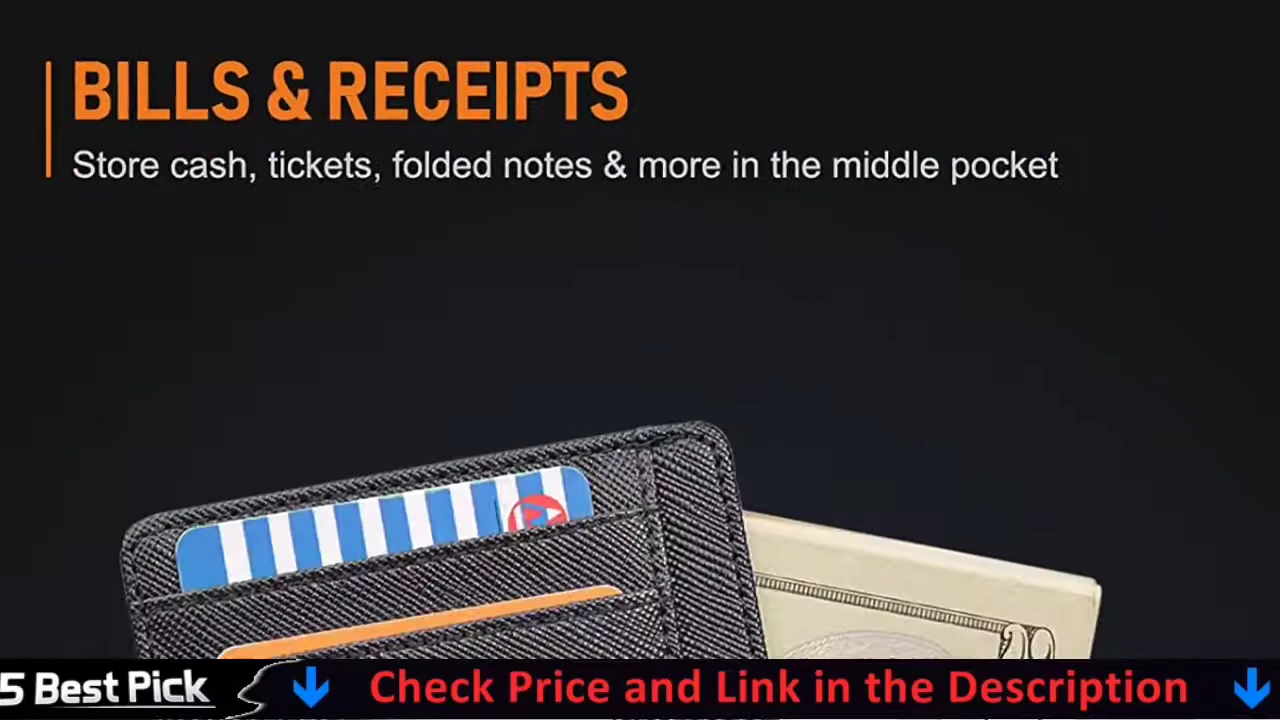 BILLS & RECEIPTS
Store cash, tickets, folded notes & more in the middle pocket
5 Best Pick
Check Price and Link in the Description